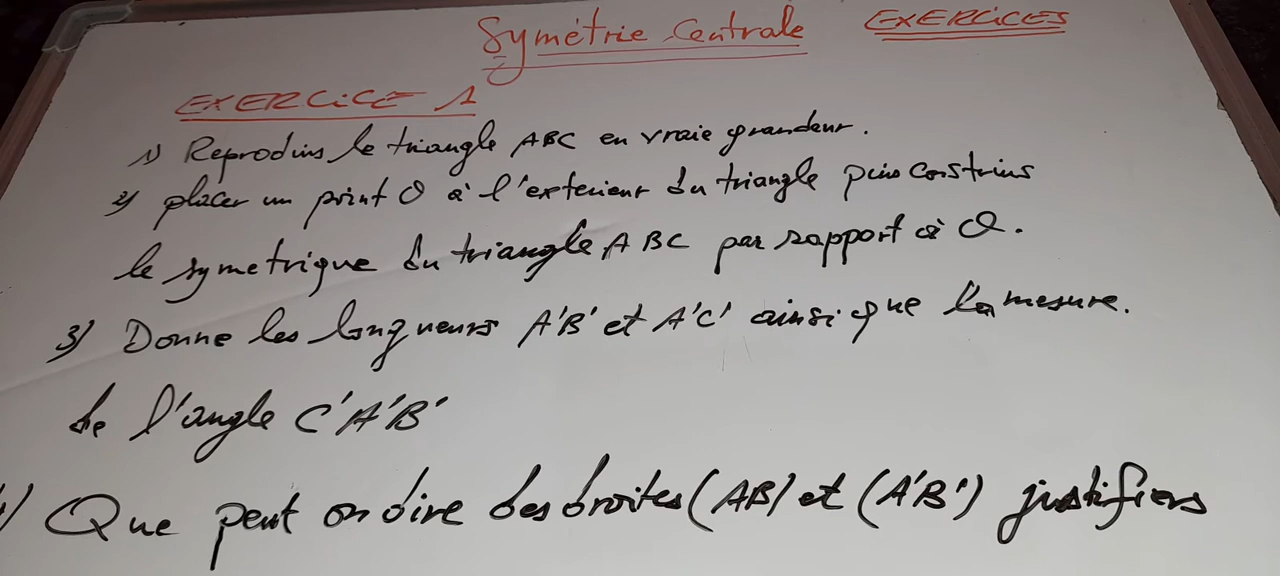 Symétrie Centrale EXERCICES
EXERCICE 1
1) Reproduis le triangle ABC en vraie grandeur.
2) placer un point O à l'exterieur du triangle puis construis
le symetrique du triangle ABC par rapport à O.
3) Donne les longueurs A'B' et A'C' ainsi que la mesure.
de l'angle C'A'B'
) Que peut on dire des droites (AB) et (A'B') justifiers